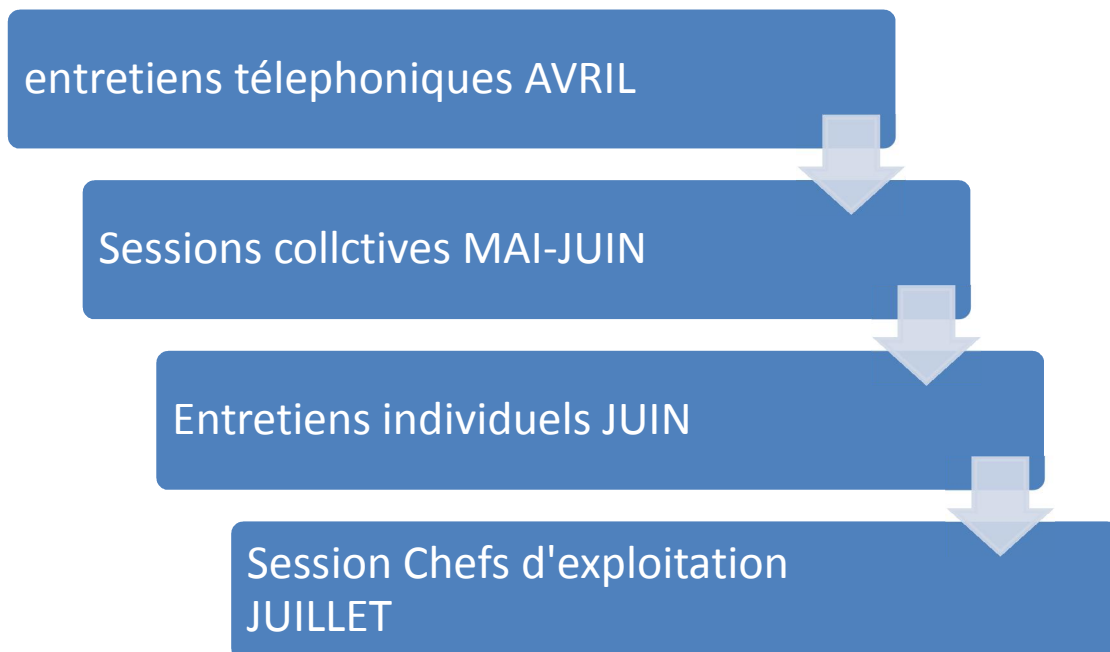 entretiens télephoniques AVRIL
Sessions collctives MAI-JUIN
Entretiens individuels JUIN
Session Chefs d'exploitation
JUILLET